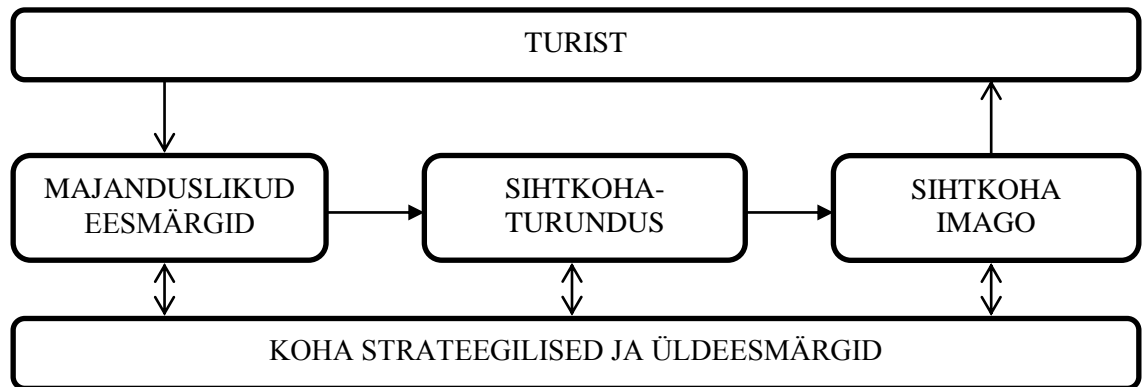 TURIST
MAJANDUSLIKUD
EESMÄRGID
SIHTKOHA-
TURUNDUS
SIHTKOHA
IMAGO
KOHA STRATEEGILISED JA ÜLDEESMÄRGID